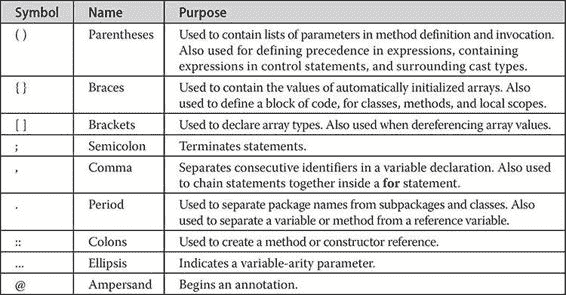 Symbol Name Purpose
( ) Parentheses Used to contain lists of parameters in method definition and invocation.
Also used for defining precedence in expressions, containing
expressions in control statements, and surrounding cast types.
{ } Braces Used to contain the values of automatically initialized arrays. Also
used to define a block of code, for classes, methods, and local scopes.
[ ] Brackets Used to declare array types. Also used when dereferencing array values.
; Semicolon Terminates statements.
, Comma Separates consecutive identifiers in a variable declaration. Also used
to chain statements together inside a for statement.
. Period Used to separate package names from subpackages and classes. Also
used to separate a variable or method from a reference variable.
:: Colons Used to create a method or constructor reference.
... Ellipsis Indicates a variable-arity parameter.
@ Ampersand Begins an annotation.